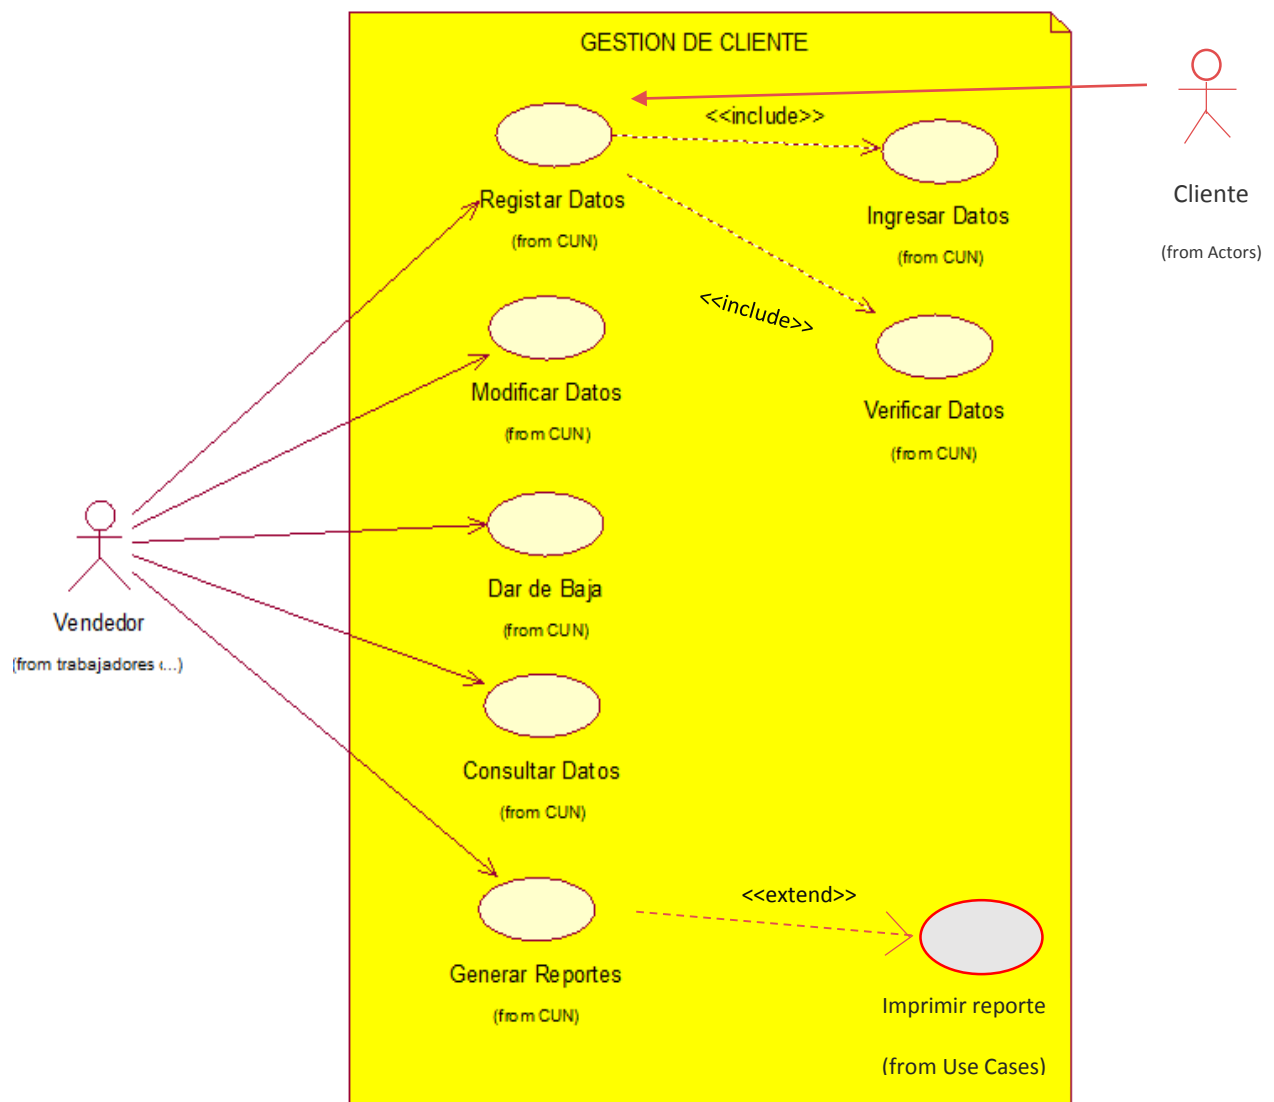 GESTION DE CLIENTE
<<include>>
Registar Datos
(from CUN)
Ingresar Datos
(from CUN)
Cliente
(from Actors)
<<include>>
Modificar Datos
(from CUN)
Verificar Datos
(from CUN)
Dar de Baja
(from CUN)
Vendedor
(from trabajadores (...)
Consultar Datos
(from CUN)
<<extend>>
Generar Reportes
(from CUN)
Imprimir reporte
(from Use Cases)